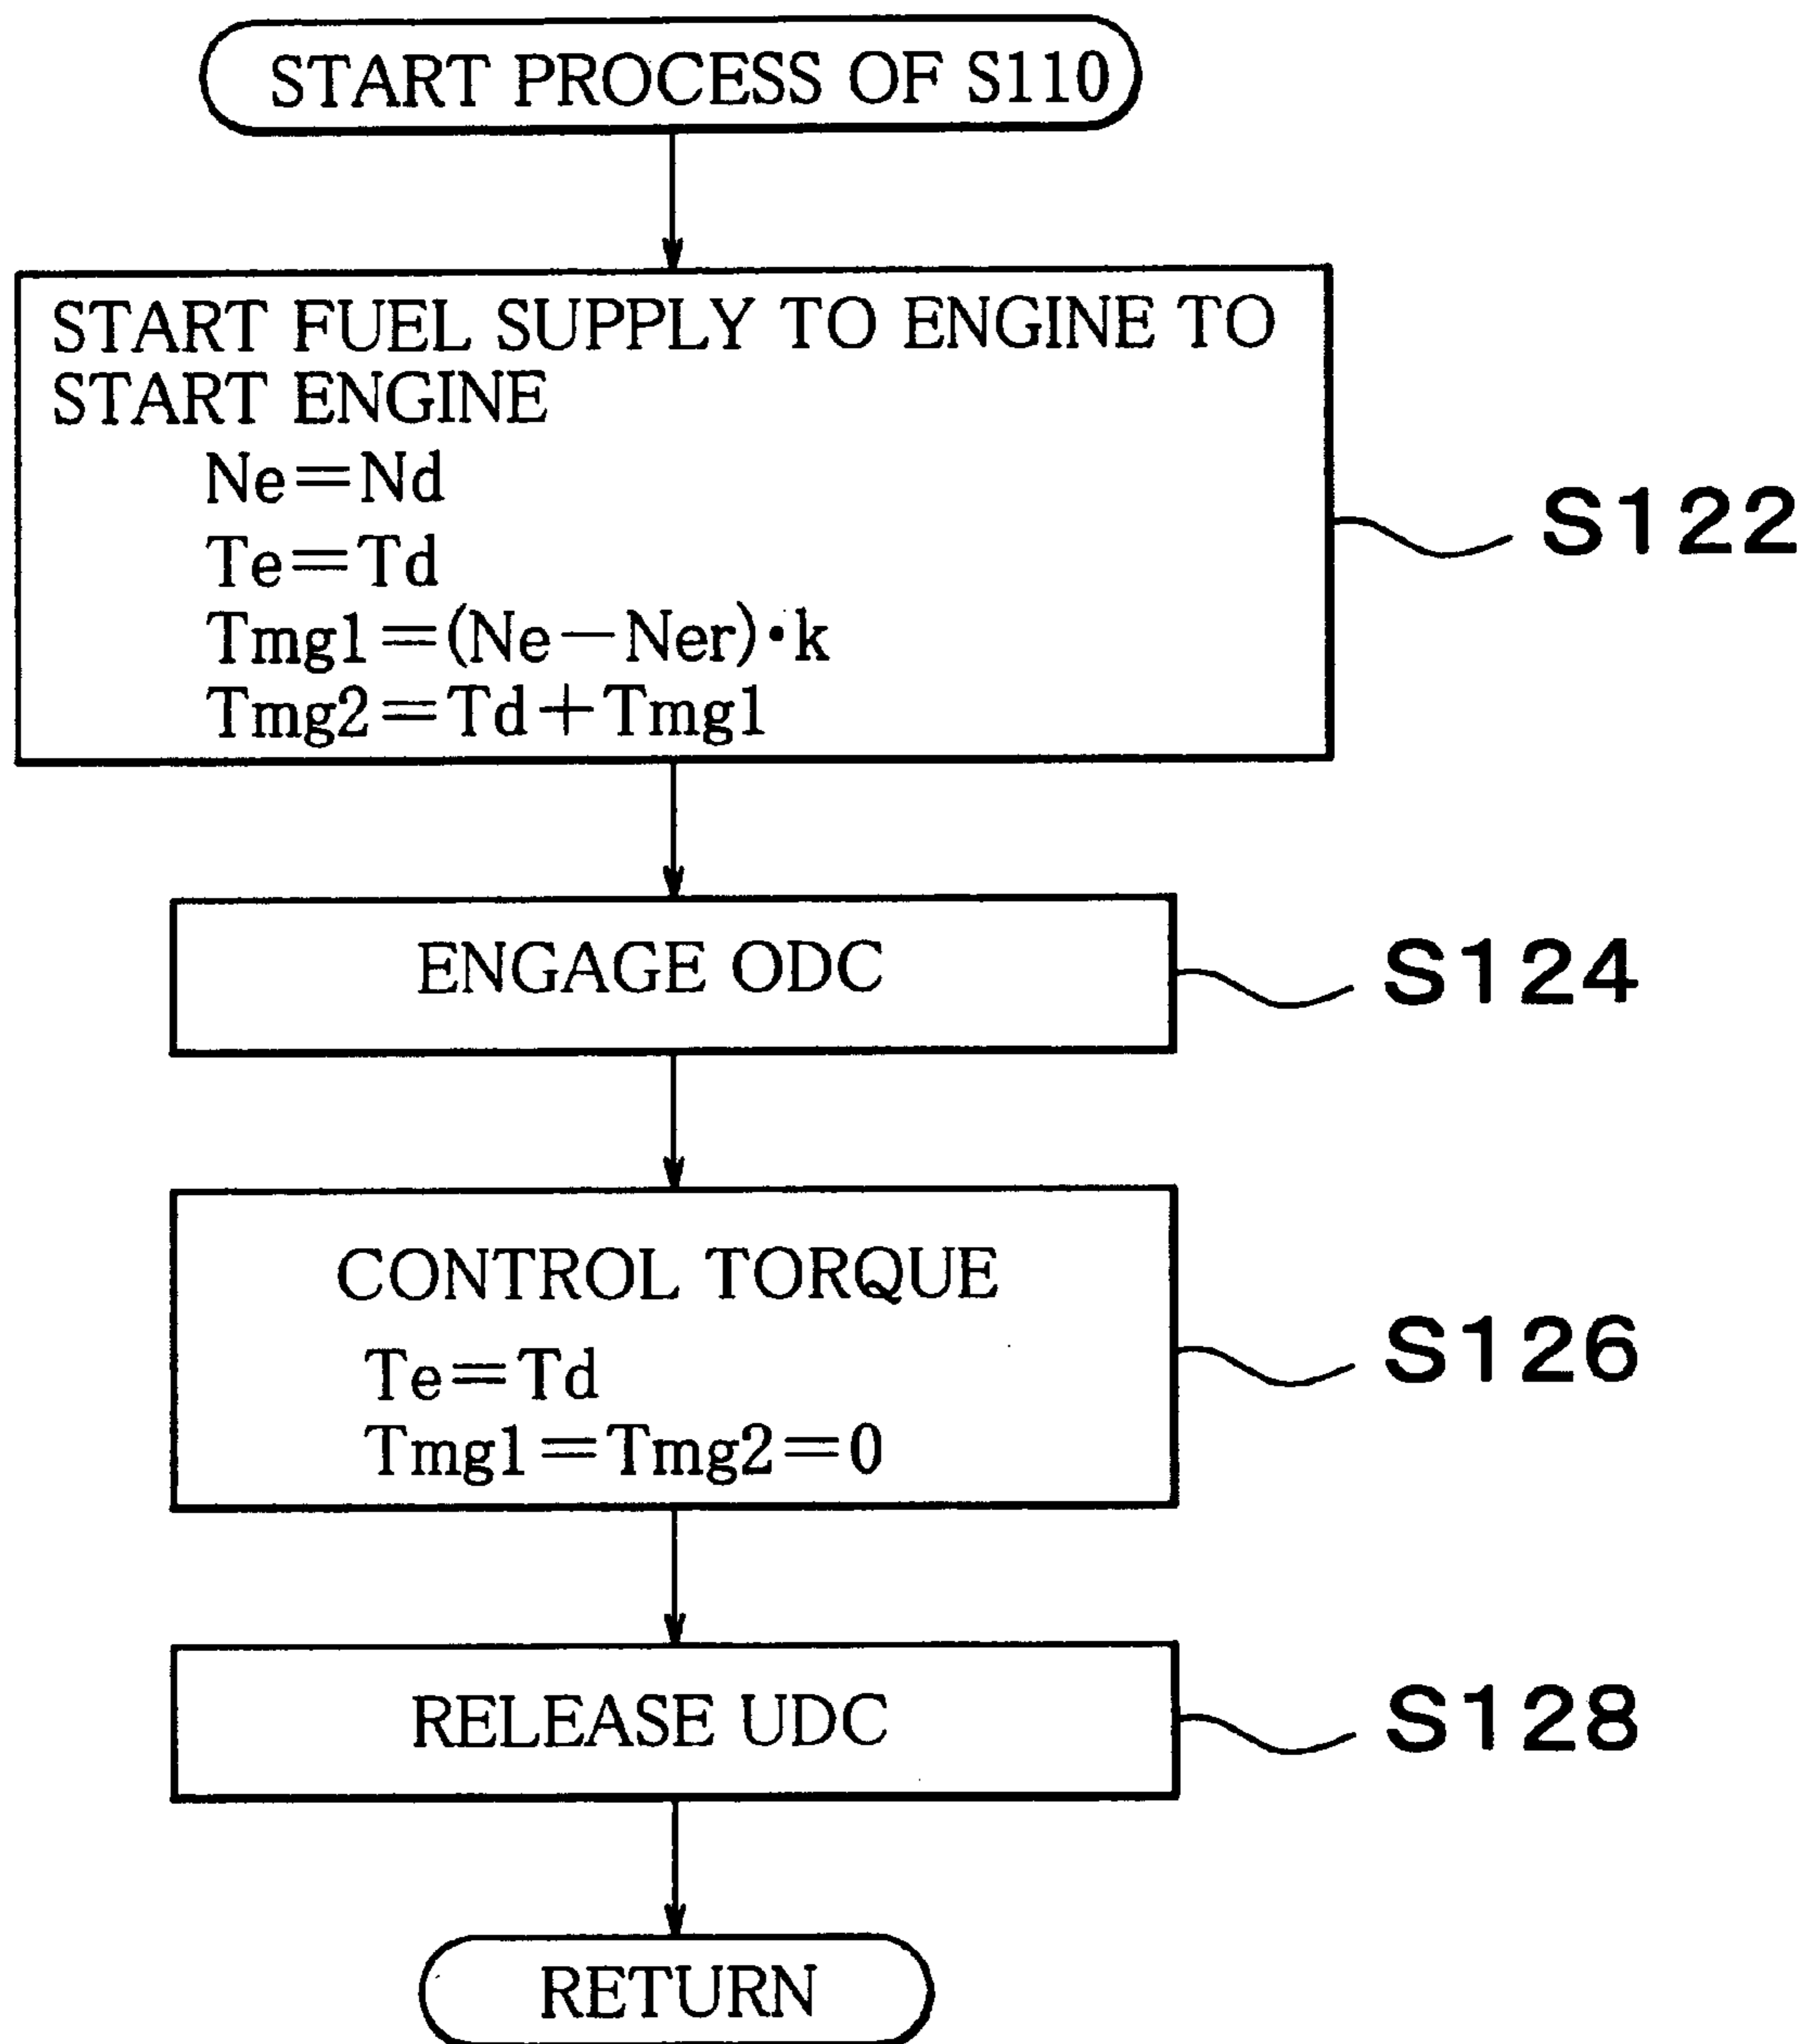 START PROCESS OF S110
START FUEL SUPPLY TO ENGINE TO
START ENGINE
Ne=Nd
Te=Td
Tmg1=(Ne−Ner)·k
Tmg2=Td+Tmg1
S122
ENGAGE ODC
S124
CONTROL TORQUE
Te=Td
Tmg1=Tmg2=0
S126
RELEASE UDC
S128
RETURN